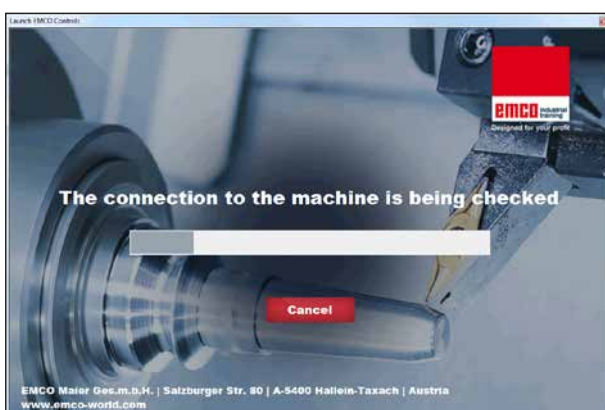 Launch EMCO Controls
emco industrial
training
Designed for your profit
The connection to the machine is being checked
Cancel
EMCO Maier Ges.m.b.H. | Salzburger Str. 80 | A-5400 Hallein-Taxach | Austria
www.emco-world.com